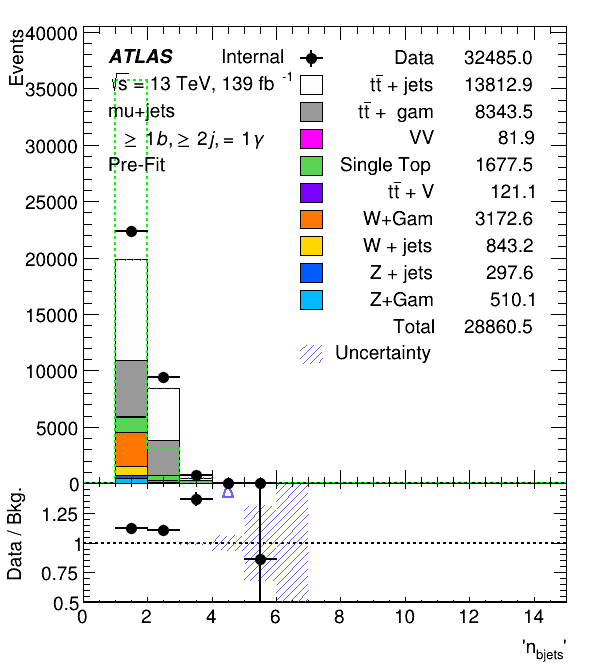 Events
40000
35000
30000
25000
20000
15000
10000
5000
0
ATLAS Internal
√s = 13 TeV, 139 fb⁻¹
mu+jets
≥ 1b, ≥ 2j, = 1γ
Pre-Fit
Data 32485.0
tt̄ + jets 13812.9
tt̄ + gam 8343.5
VV 81.9
Single Top 1677.5
tt̄ + V 121.1
W+Gam 3172.6
W + jets 843.2
Z + jets 297.6
Z+Gam 510.1
Total 28860.5
Uncertainty
Data / Bkg.
1.25
1
0.75
0.5
0 2 4 6 8 10 12 14
'n_bjets'